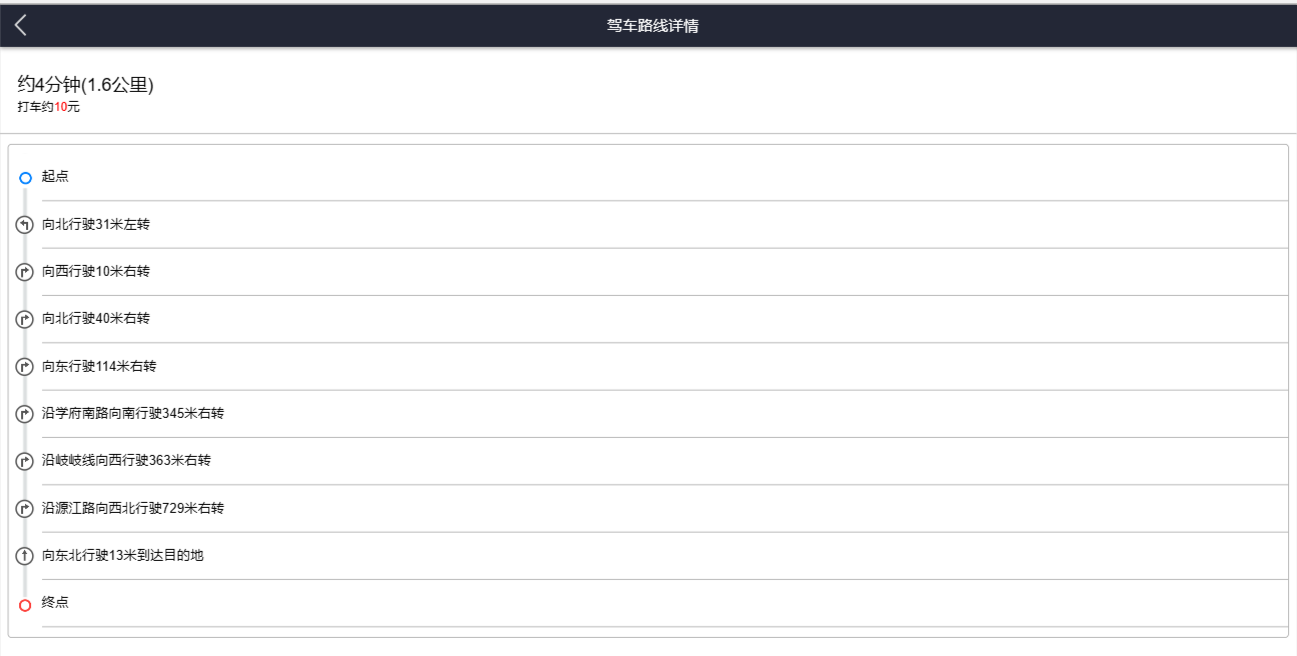 驾车路线详情
约4分钟(1.6公里)
打车约10元
起点
向北行驶31米左转
向西行驶10米右转
向北行驶40米右转
向东行驶114米右转
沿学府南路向南行驶345米右转
沿岐岐线向西行驶363米右转
沿源江路向西北行驶729米右转
向东北行驶13米到达目的地
终点